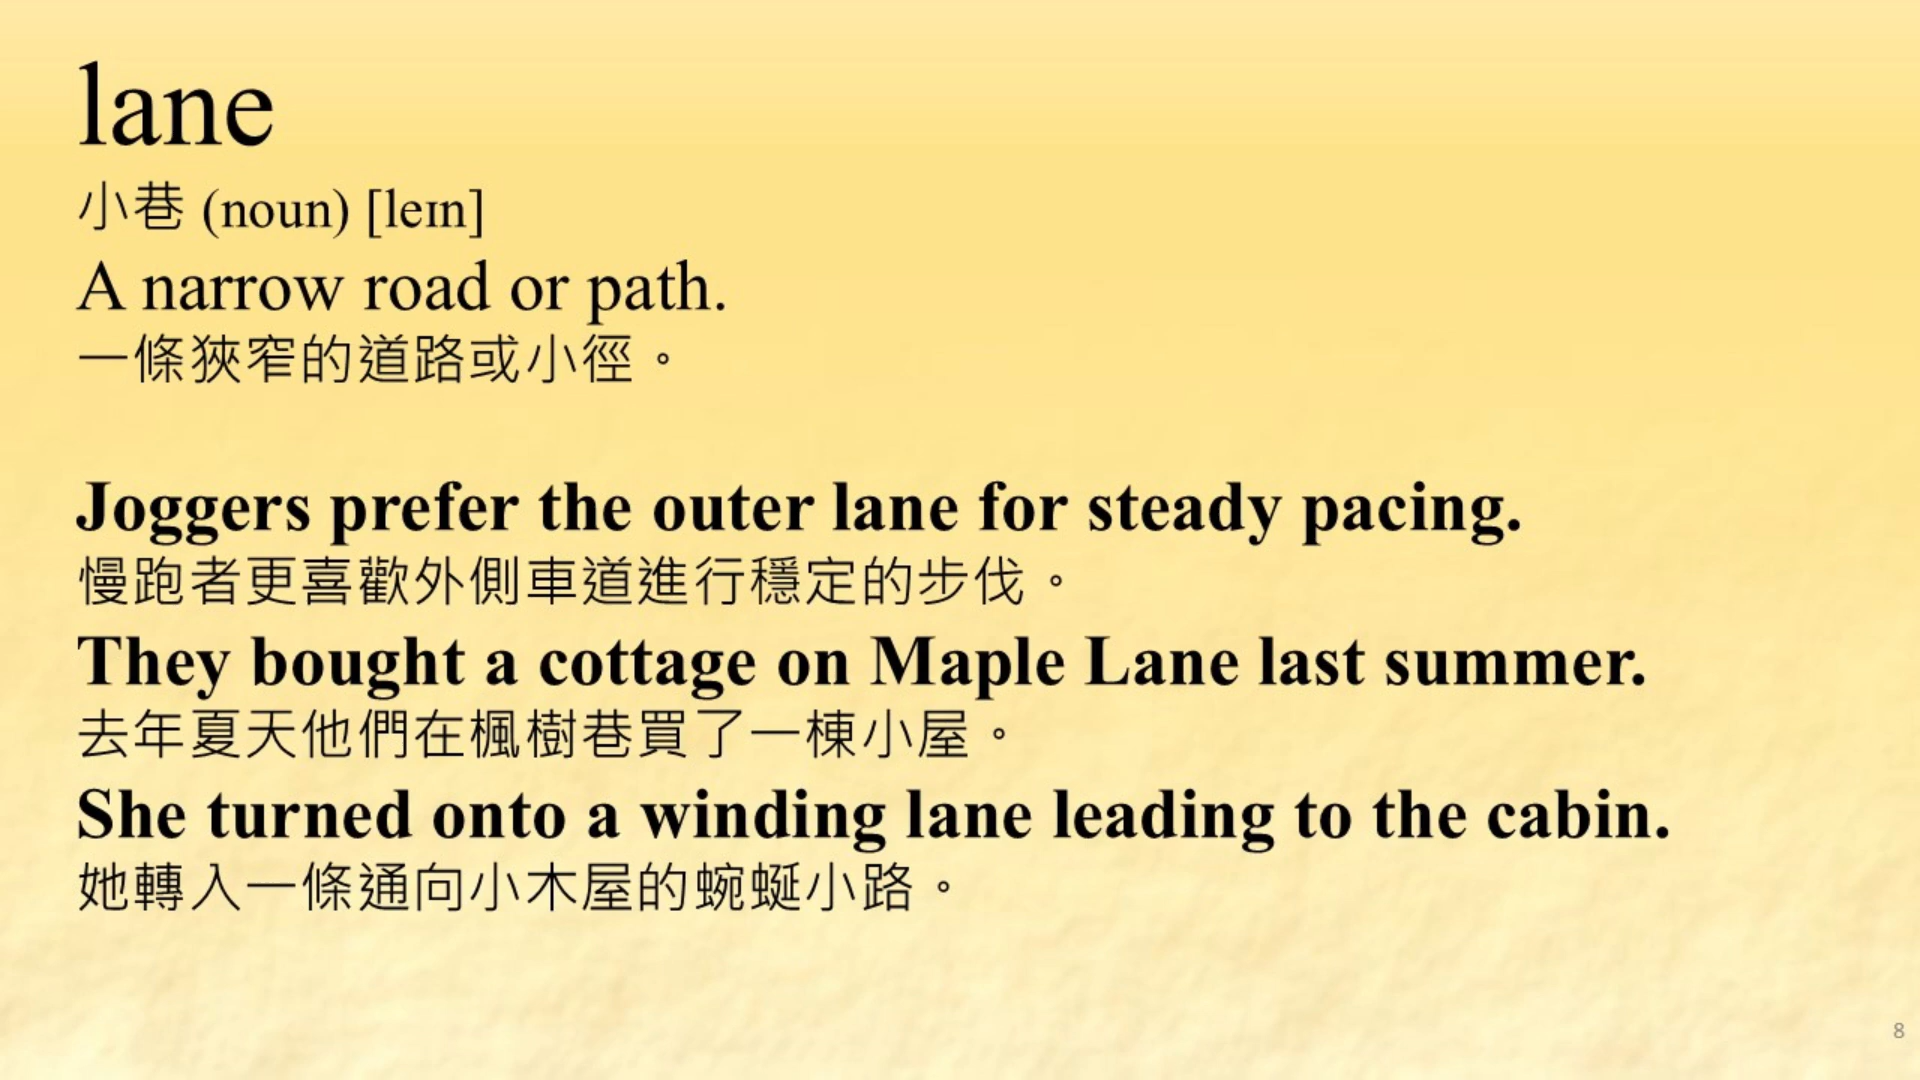 lane
小巷 (noun) [leɪn]
A narrow road or path.
一條狹窄的道路或小徑。
Joggers prefer the outer lane for steady pacing.
慢跑者更喜歡外側車道進行穩定的步伐。
They bought a cottage on Maple Lane last summer.
去年夏天他們在楓樹巷買了一棟小屋。
She turned onto a winding lane leading to the cabin.
她轉入一條通向小木屋的蜿蜒小路。
8